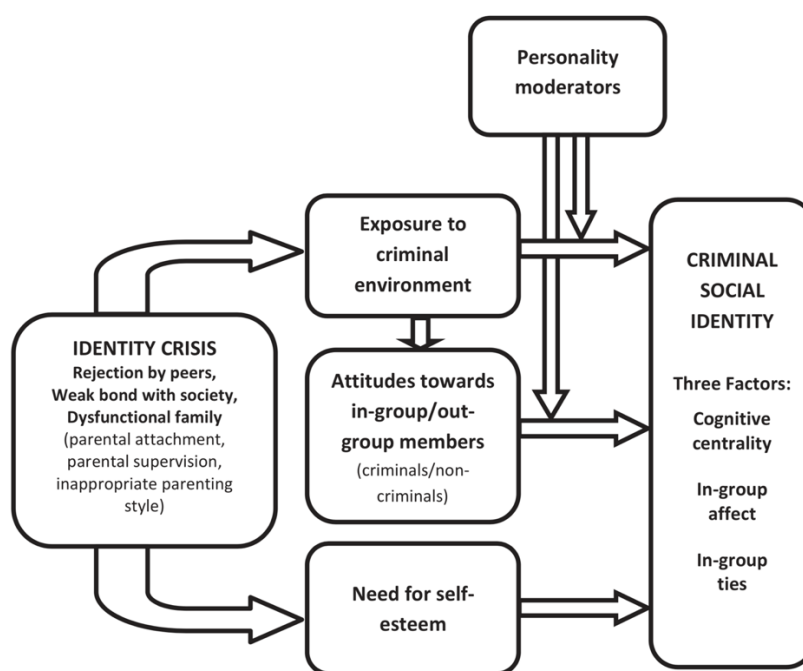 Personality
moderators
Exposure to
criminal
environment
IDENTITY CRISIS
Rejection by peers,
Weak bond with society,
Dysfunctional family
(parental attachment,
parental supervision,
inappropriate parenting
style)
Attitudes towards
in-group/out-
group members
(criminals/non-
criminals)
Need for self-
esteem
CRIMINAL
SOCIAL
IDENTITY
Three Factors:
Cognitive
centrality
In-group
affect
In-group
ties